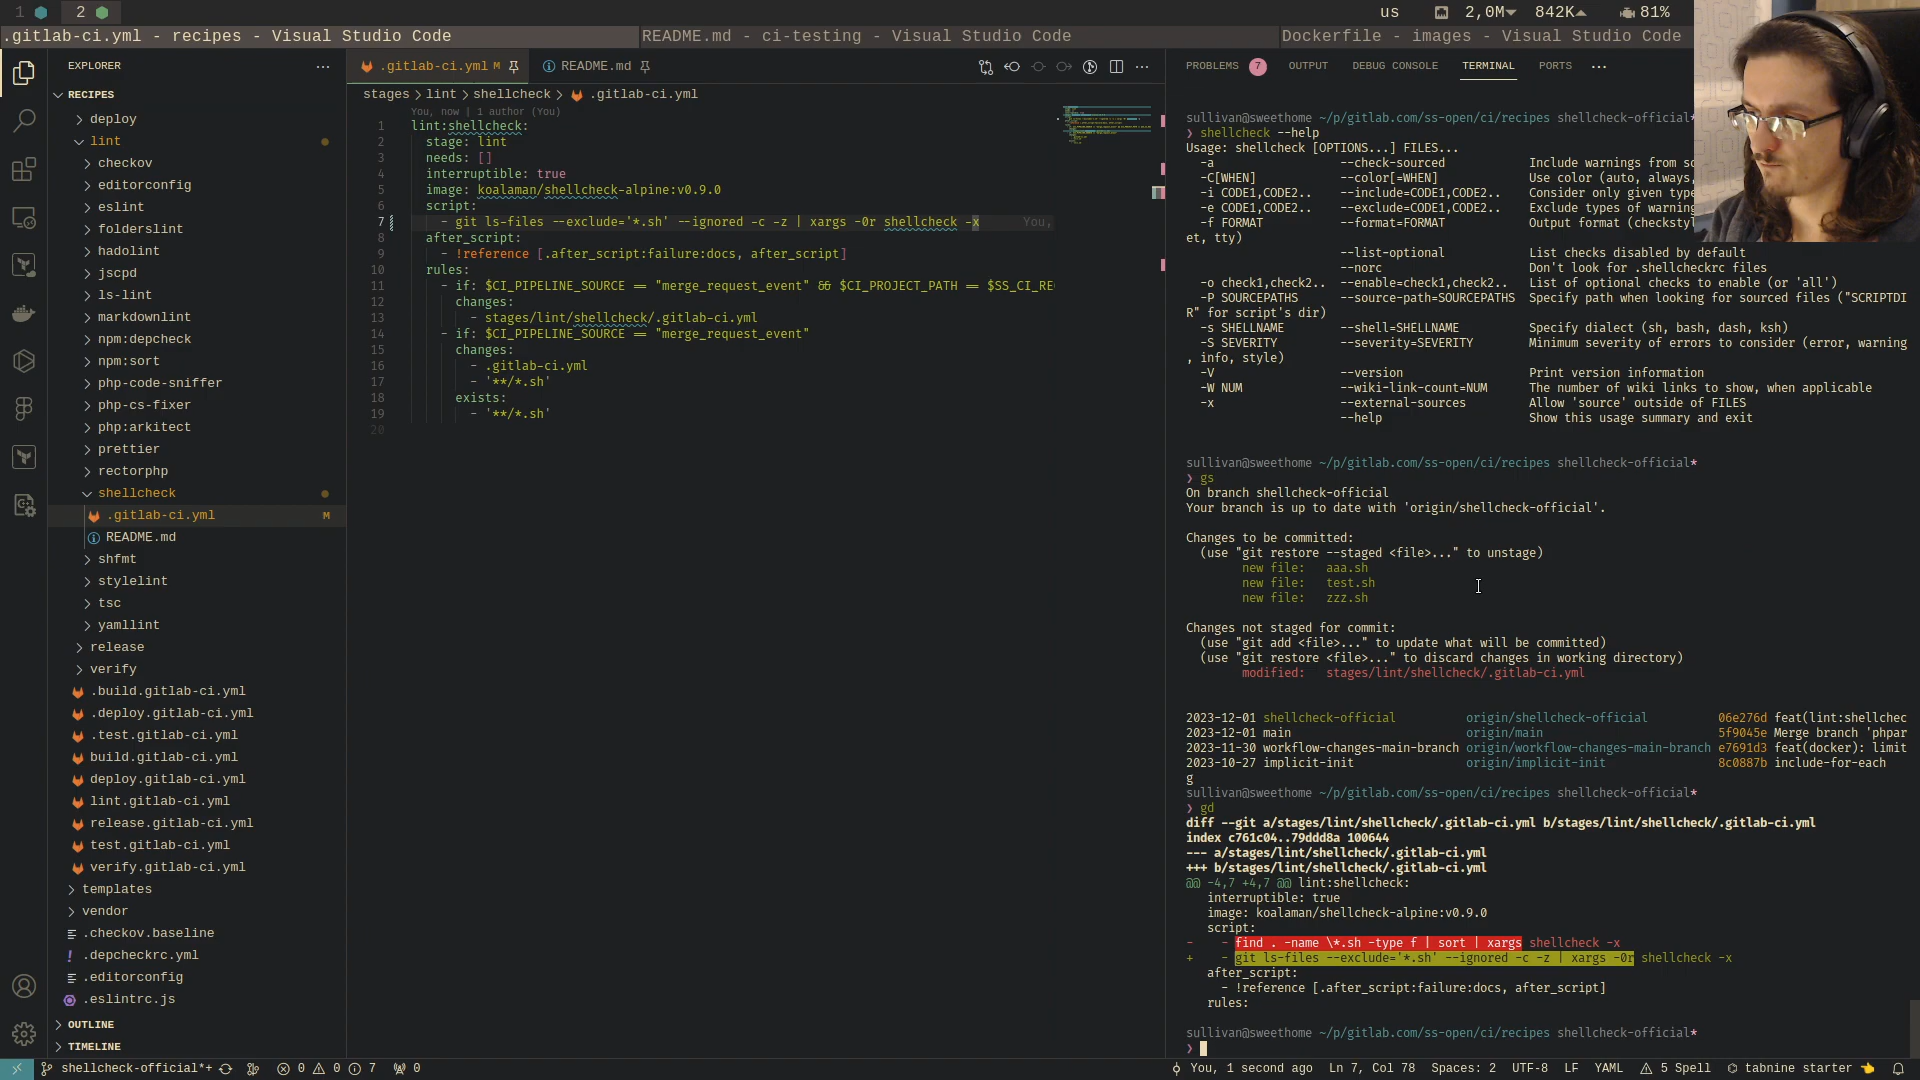 1 2 us 2,0M 842K 81%
.gitlab-ci.yml - recipes - Visual Studio Code
README.md - ci-testing - Visual Studio Code
Dockerfile - images - Visual Studio Code
EXPLORER
RECIPES
deploy
lint
checkov
editorconfig
eslint
folderslint
hadolint
jscpd
ls-lint
markdownlint
npm:depcheck
npm:sort
php-code-sniffer
php-cs-fixer
php:arkitect
prettier
rectorphp
shellcheck
.gitlab-ci.yml M
README.md
shfmt
stylelint
tsc
yamllint
release
verify
.build.gitlab-ci.yml
.deploy.gitlab-ci.yml
.test.gitlab-ci.yml
build.gitlab-ci.yml
deploy.gitlab-ci.yml
lint.gitlab-ci.yml
release.gitlab-ci.yml
test.gitlab-ci.yml
verify.gitlab-ci.yml
templates
vendor
.checkov.baseline
.depcheckrc.yml
.editorconfig
.eslintrc.js
OUTLINE
TIMELINE
.gitlab-ci.yml M README.md
stages > lint > shellcheck > .gitlab-ci.yml
You, now | 1 author (You)
1 lint:shellcheck:
2 stage: lint
3 needs: []
4 interruptible: true
5 image: koalaman/shellcheck-alpine:v0.9.0
6 script:
7 - git ls-files --exclude='*.sh' --ignored -c -z | xargs -0r shellcheck -x You,
8 after_script:
9 - !reference [.after_script:failure:docs, after_script]
10 rules:
11 - if: $CI_PIPELINE_SOURCE == "merge_request_event" && $CI_PROJECT_PATH == $SS_CI_RE
12 changes:
13 - stages/lint/shellcheck/.gitlab-ci.yml
14 - if: $CI_PIPELINE_SOURCE == "merge_request_event"
15 changes:
16 - .gitlab-ci.yml
17 - '**/*.sh'
18 exists:
19 - '**/*.sh'
20
PROBLEMS 7 OUTPUT DEBUG CONSOLE TERMINAL PORTS
sullivan@sweethome ~/p/gitlab.com/ss-open/ci/recipes shellcheck-official*
❯ shellcheck --help
Usage: shellcheck [OPTIONS...] FILES...
-a --check-sourced Include warnings from so
-C[WHEN] --color[=WHEN] Use color (auto, always,
-i CODE1,CODE2.. --include=CODE1,CODE2.. Consider only given type
-e CODE1,CODE2.. --exclude=CODE1,CODE2.. Exclude types of warning
-f FORMAT --format=FORMAT Output format (checkstyl
et, tty)
--list-optional List checks disabled by default
--norc Don't look for .shellcheckrc files
-o check1,check2.. --enable=check1,check2.. List of optional checks to enable (or 'all')
-P SOURCEPATHS --source-path=SOURCEPATHS Specify path when looking for sourced files ("SCRIPTDI
R" for script's dir)
-s SHELLNAME --shell=SHELLNAME Specify dialect (sh, bash, dash, ksh)
-S SEVERITY --severity=SEVERITY Minimum severity of errors to consider (error, warning
, info, style)
-V --version Print version information
-W NUM --wiki-link-count=NUM The number of wiki links to show, when applicable
-x --external-sources Allow 'source' outside of FILES
--help Show this usage summary and exit
sullivan@sweethome ~/p/gitlab.com/ss-open/ci/recipes shellcheck-official*
❯ gs
On branch shellcheck-official
Your branch is up to date with 'origin/shellcheck-official'.
Changes to be committed:
(use "git restore --staged <file>..." to unstage)
new file: aaa.sh
new file: test.sh
new file: zzz.sh
Changes not staged for commit:
(use "git add <file>..." to update what will be committed)
(use "git restore <file>..." to discard changes in working directory)
modified: stages/lint/shellcheck/.gitlab-ci.yml
2023-12-01 shellcheck-official origin/shellcheck-official 06e276d feat(lint:shellchec
2023-12-01 main origin/main 5f9045e Merge branch 'phpar
2023-11-30 workflow-changes-main-branch origin/workflow-changes-main-branch e7691d3 feat(docker): limit
2023-10-27 implicit-init origin/implicit-init 8c0887b include-for-each
g
sullivan@sweethome ~/p/gitlab.com/ss-open/ci/recipes shellcheck-official*
❯ gd
diff --git a/stages/lint/shellcheck/.gitlab-ci.yml b/stages/lint/shellcheck/.gitlab-ci.yml
index c761c04..79ddd8a 100644
--- a/stages/lint/shellcheck/.gitlab-ci.yml
+++ b/stages/lint/shellcheck/.gitlab-ci.yml
@@ -4,7 +4,7 @@ lint:shellcheck:
interruptible: true
image: koalaman/shellcheck-alpine:v0.9.0
script:
- - find . -name \*.sh -type f | sort | xargs shellcheck -x
+ - git ls-files --exclude='*.sh' --ignored -c -z | xargs -0r shellcheck -x
after_script:
- !reference [.after_script:failure:docs, after_script]
rules:
sullivan@sweethome ~/p/gitlab.com/ss-open/ci/recipes shellcheck-official*
❯
shellcheck-official*+ 0 0 7 0 You, 1 second ago Ln 7, Col 78 Spaces: 2 UTF-8 LF YAML 5 Spell tabnine starter